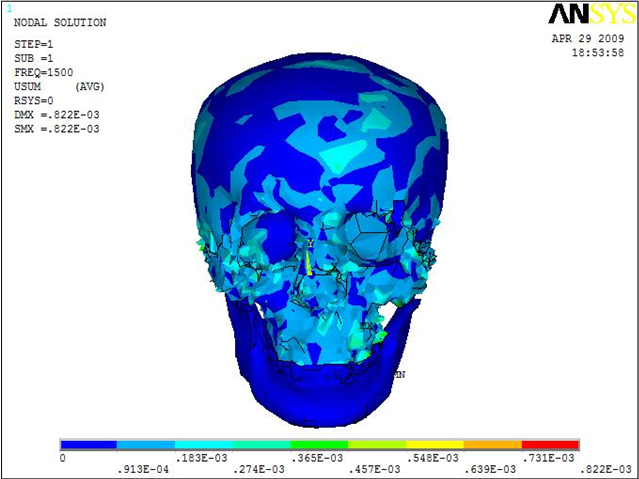 1
NODAL SOLUTION
ANSYS
STEP=1
SUB =1
FREQ=1500
USUM (AVG)
RSYS=0
DMX =.822E-03
SMX =.822E-03
APR 29 2009
18:53:58
Y
MX
MN
0 .183E-03 .365E-03 .548E-03 .731E-03
.913E-04 .274E-03 .457E-03 .639E-03 .822E-03